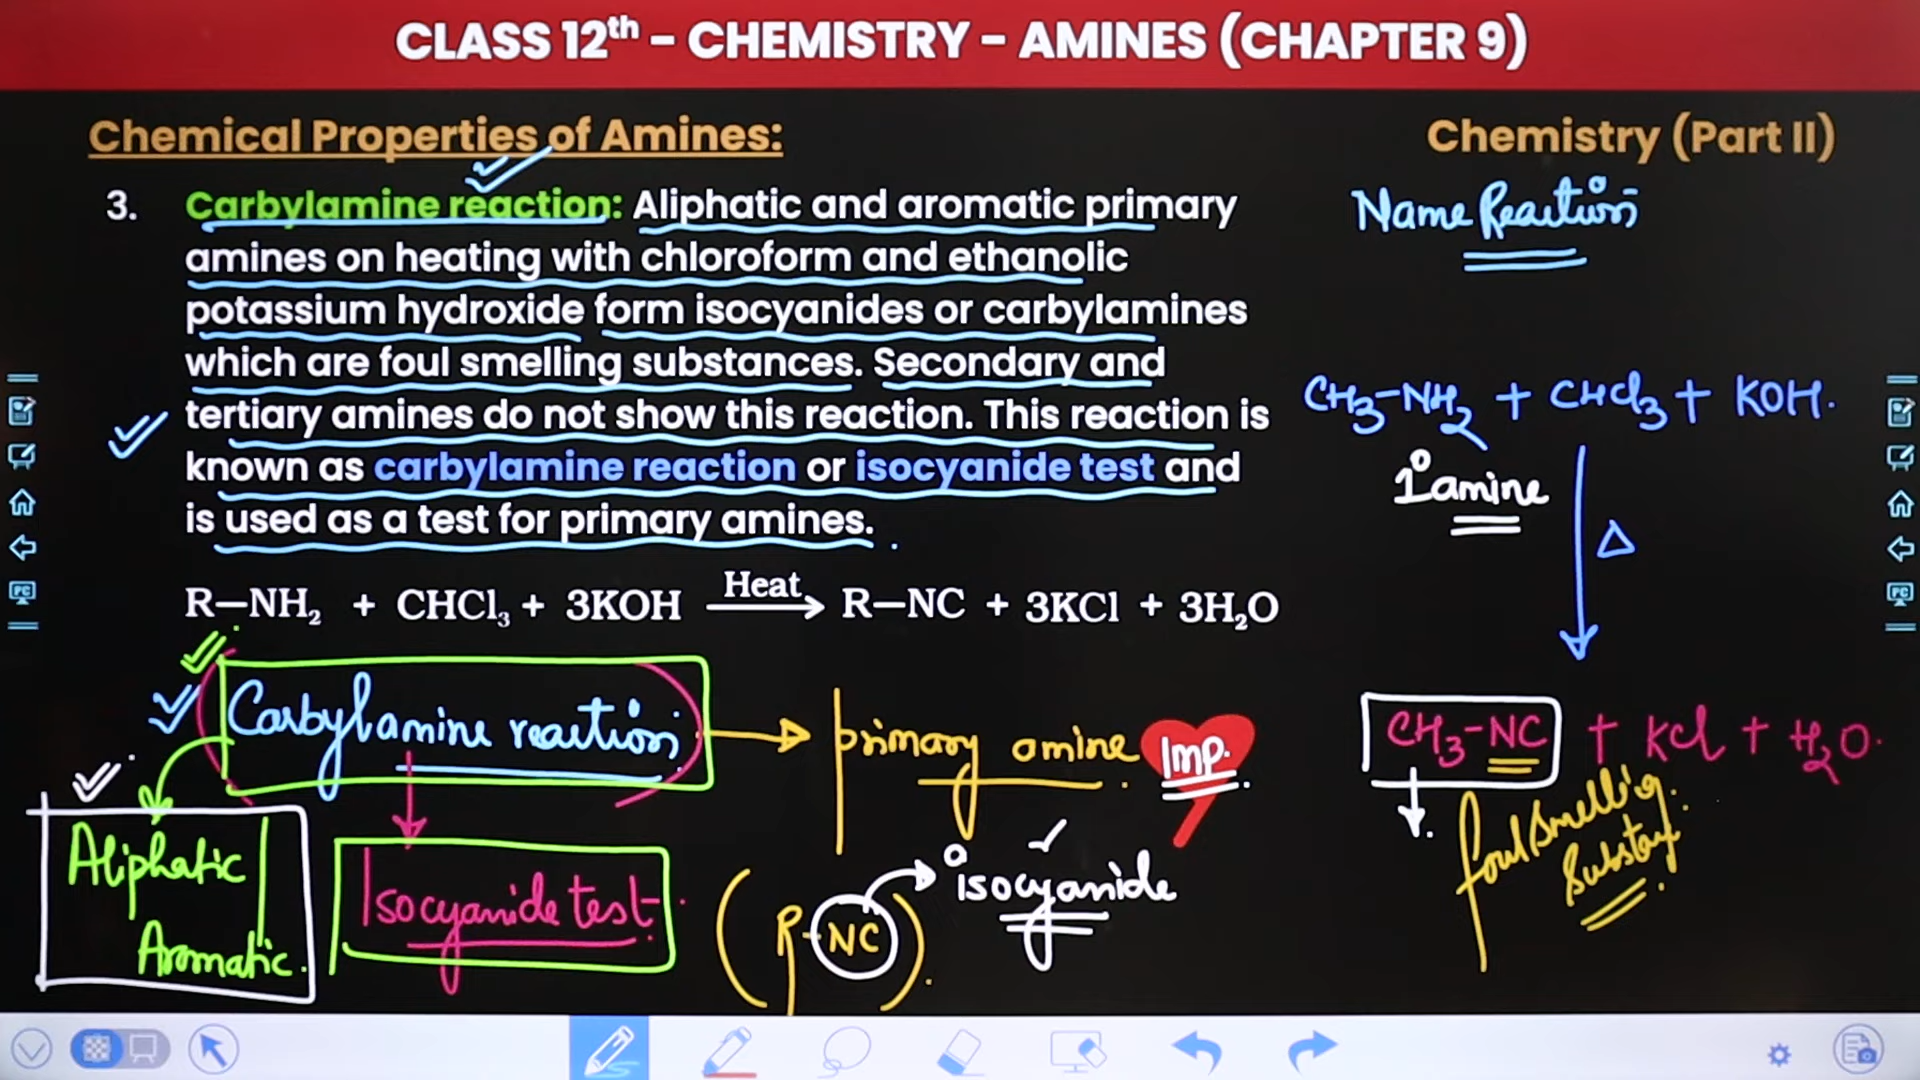 CLASS 12th – CHEMISTRY – AMINES (CHAPTER 9)
Chemical Properties of Amines:
Chemistry (Part II)
3. Carbylamine reaction: Aliphatic and aromatic primary
amines on heating with chloroform and ethanolic
potassium hydroxide form isocyanides or carbylamines
which are foul smelling substances. Secondary and
tertiary amines do not show this reaction. This reaction is
known as carbylamine reaction or isocyanide test and
is used as a test for primary amines.
Name Reaction
CH3-NH2 + CHCl3 + KOH.
1° amine
Δ
R–NH₂ + CHCl₃ + 3KOH Heat R–NC + 3KCl + 3H₂O
Carbylamine reaction
primary amine
Imp.
CH3-NC + KCl + H2O.
foul smelling
Aliphatic
Aromatic.
Isocyanide test
R-NC
isocyanide
PC
PC